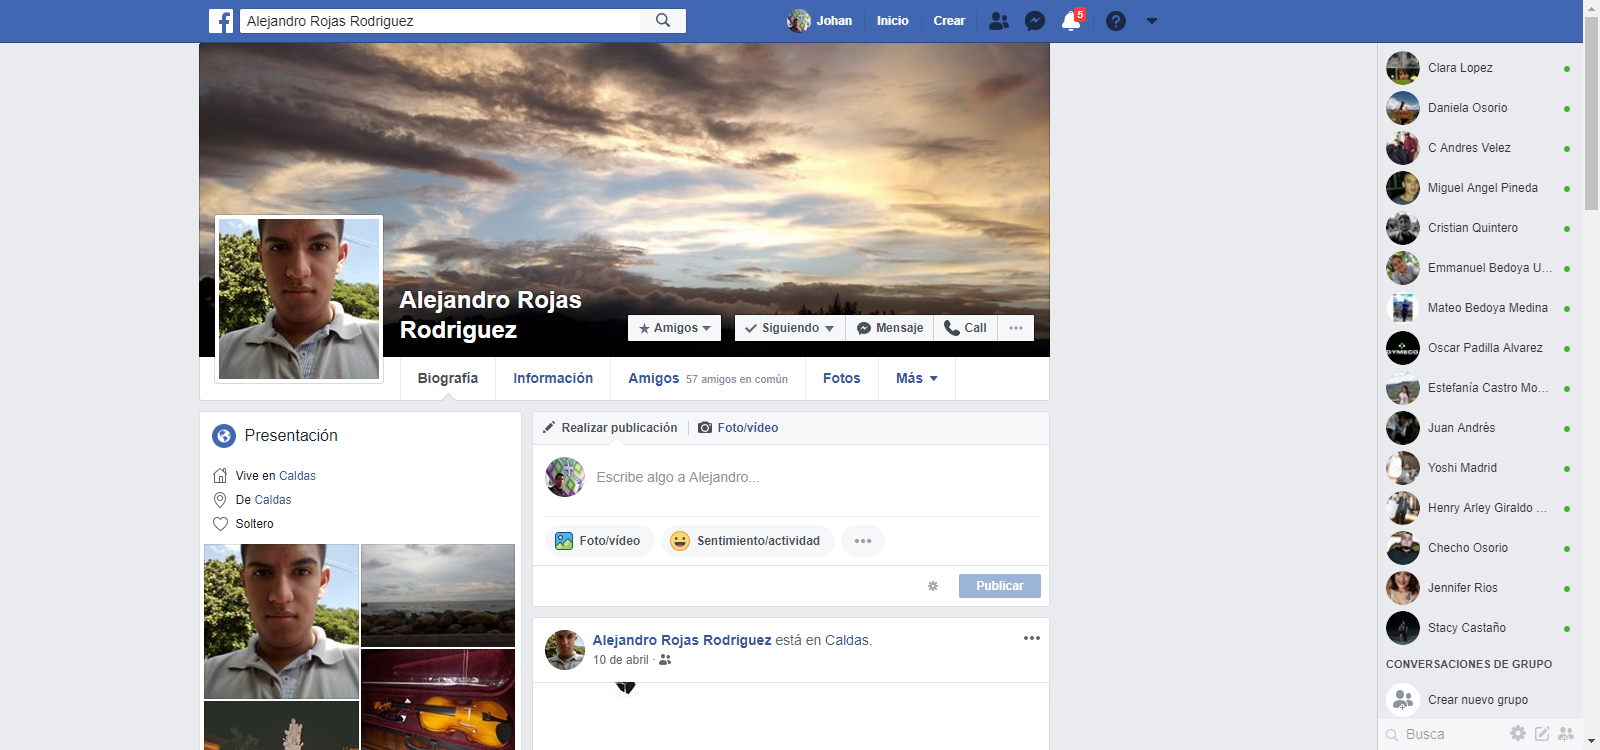 Alejandro Rojas Rodriguez
Johan
Inicio
Crear
5
Alejandro Rojas
Rodriguez
Amigos
Siguiendo
Mensaje
Call
Biografía
Información
Amigos 57 amigos en común
Fotos
Más
Presentación
Vive en Caldas
De Caldas
Soltero
Realizar publicación
Foto/vídeo
Escribe algo a Alejandro...
Foto/vídeo
Sentimiento/actividad
Publicar
Alejandro Rojas Rodriguez está en Caldas.
10 de abril ·
Clara Lopez
Daniela Osorio
C Andres Velez
Miguel Angel Pineda
Cristian Quintero
Emmanuel Bedoya U...
Mateo Bedoya Medina
Oscar Padilla Alvarez
Estefanía Castro Mo...
Juan Andrés
Yoshi Madrid
Henry Arley Giraldo ...
Checho Osorio
Jennifer Rios
Stacy Castaño
CONVERSACIONES DE GRUPO
Crear nuevo grupo
Busca